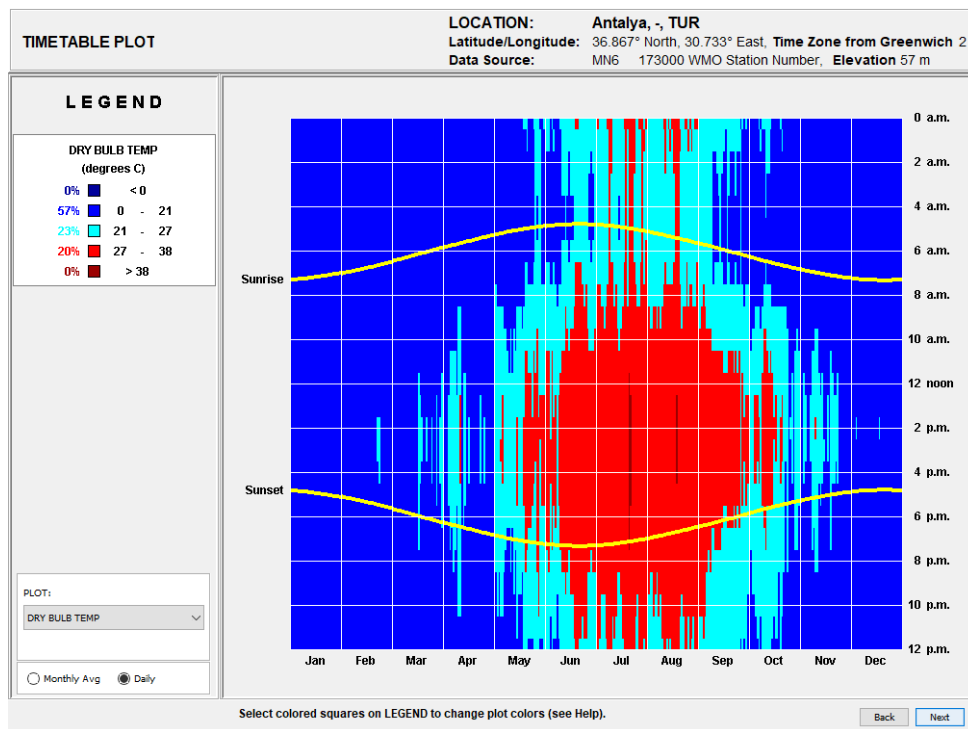 TIMETABLE PLOT
LOCATION: Antalya, -, TUR
Latitude/Longitude: 36.867° North, 30.733° East, Time Zone from Greenwich 2
Data Source: MN6 173000 WMO Station Number, Elevation 57 m
LEGEND
DRY BULB TEMP
(degrees C)
0% < 0
57% 0 - 21
23% 21 - 27
20% 27 - 38
0% > 38
PLOT:
DRY BULB TEMP
Monthly Avg Daily
Sunrise
Sunset
0 a.m.
2 a.m.
4 a.m.
6 a.m.
8 a.m.
10 a.m.
12 noon
2 p.m.
4 p.m.
6 p.m.
8 p.m.
10 p.m.
12 p.m.
Jan Feb Mar Apr May Jun Jul Aug Sep Oct Nov Dec
Select colored squares on LEGEND to change plot colors (see Help).
Back Next